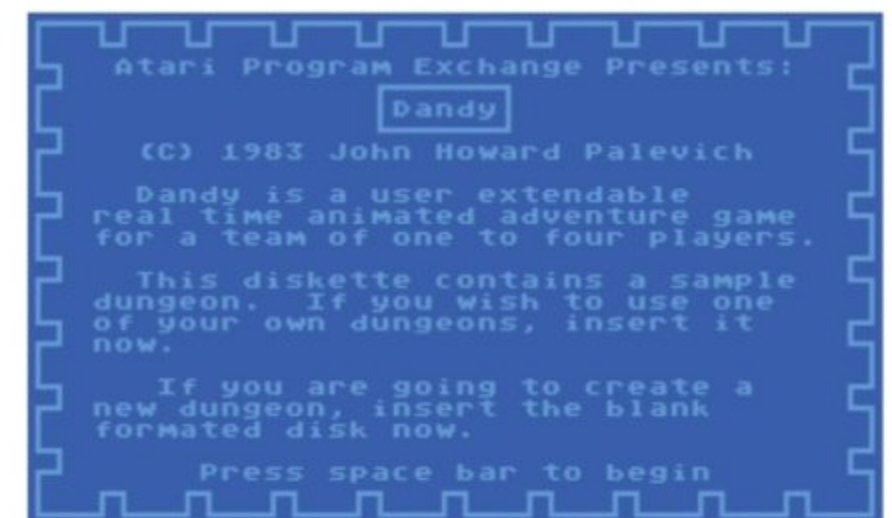 Atari Program Exchange Presents:
Dandy
(C) 1983 John Howard Palevich
Dandy is a user extendable
real time animated adventure game
for a team of one to four players.
This diskette contains a sample
dungeon.  If you wish to use one
of your own dungeons, insert it
now.
If you are going to create a
new dungeon, insert the blank
formated disk now.
Press space bar to begin